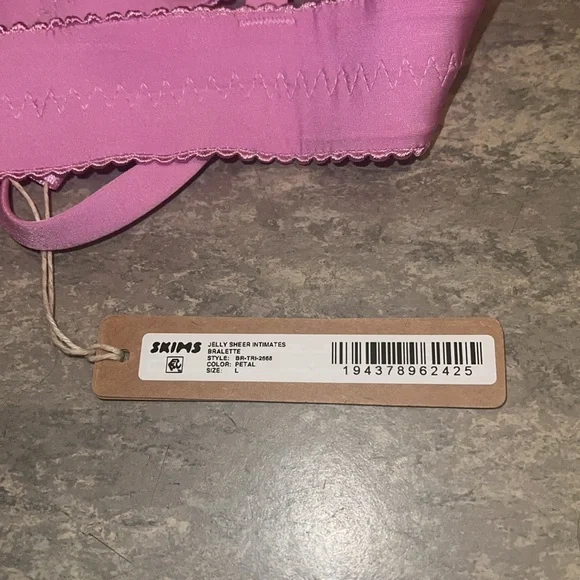 SKIMS
JELLY SHEER INTIMATES
BRALETTE
STYLE: BR-TRI-2668
COLOR: PETAL
SIZE: L
194378962425